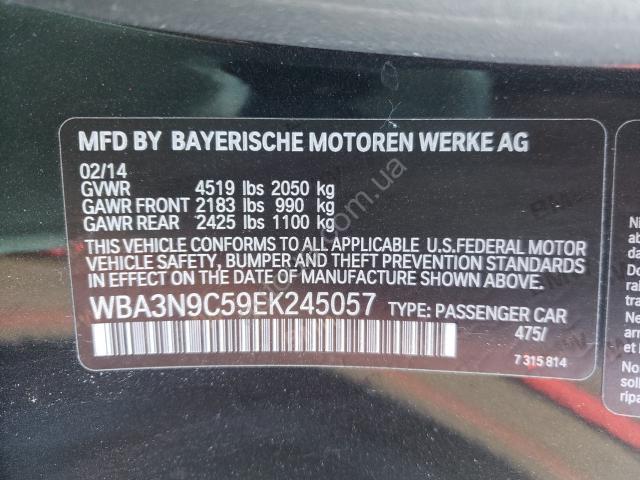 MFD BY BAYERISCHE MOTOREN WERKE AG
02/14
GVWR 4519 lbs 2050 kg
GAWR FRONT 2183 lbs 990 kg
GAWR REAR 2425 lbs 1100 kg
THIS VEHICLE CONFORMS TO ALL APPLICABLE U.S.FEDERAL MOTOR
VEHICLE SAFETY, BUMPER AND THEFT PREVENTION STANDARDS IN
EFFECT ON THE DATE OF MANUFACTURE SHOWN ABOVE.
WBA3N9C59EK245057 TYPE: PASSENGER CAR
475/
7 315 814